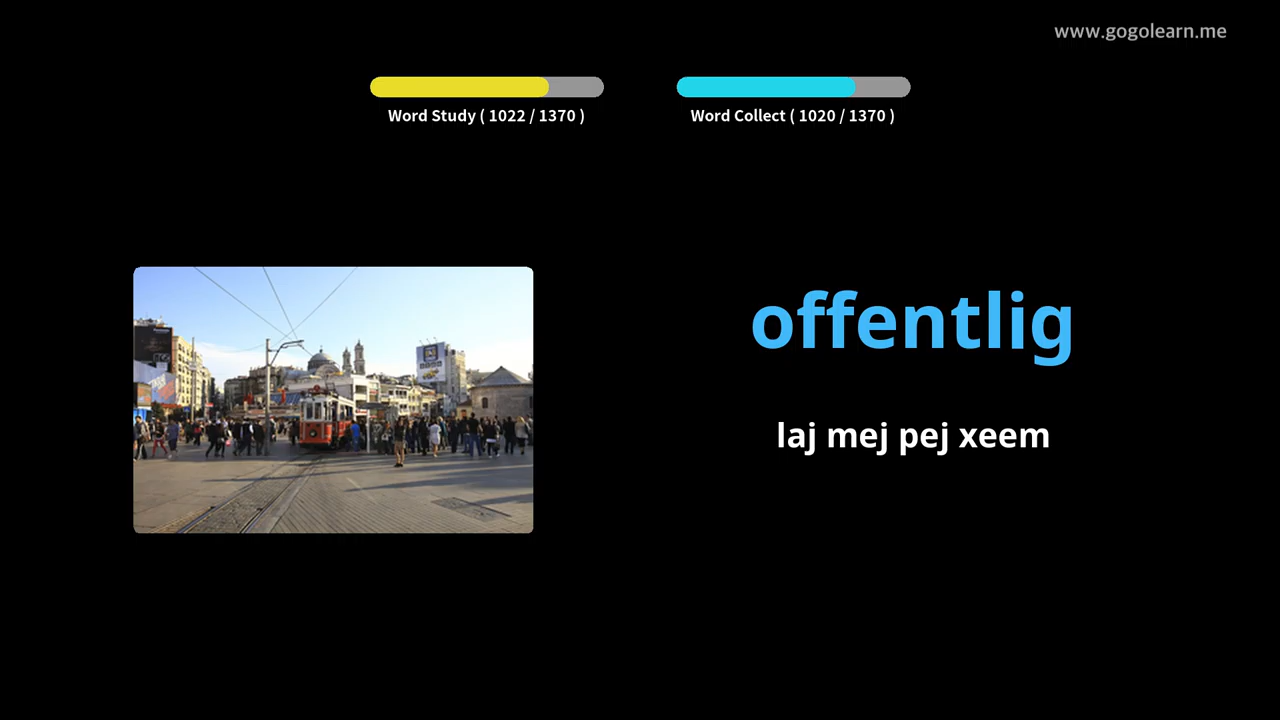 www.gogolearn.me
Word Study ( 1022 / 1370 )
Word Collect ( 1020 / 1370 )
offentlig
laj mej pej xeem